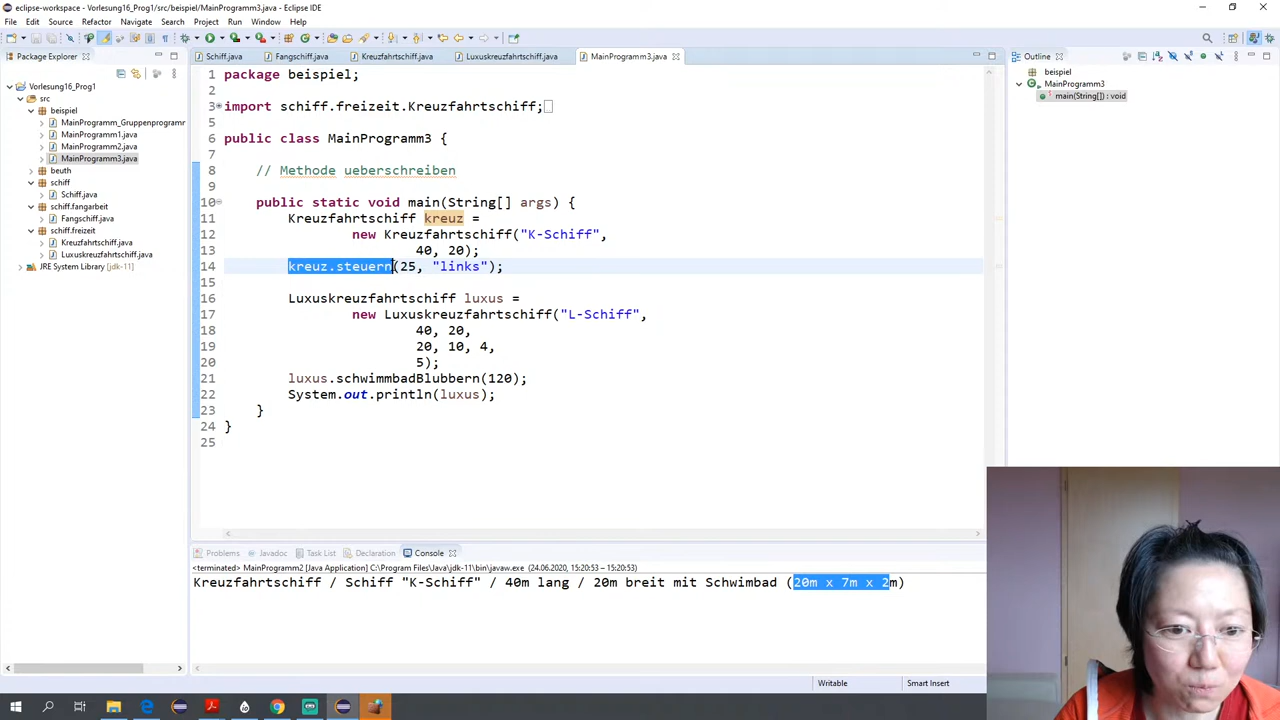 eclipse-workspace - Vorlesung16_Prog1/src/beispiel/MainProgramm3.java - Eclipse IDE
File Edit Source Refactor Navigate Search Project Run Window Help
Package Explorer
Schiff.java Fangschiff.java Kreuzfahrtschiff.java Luxuskreuzfahrtschiff.java MainProgramm3.java
Outline
Vorlesung16_Prog1
src
beispiel
MainProgramm_Gruppenprogramm
MainProgramm1.java
MainProgramm2.java
MainProgramm3.java
beuth
schiff
Schiff.java
schiff.fangarbeit
Fangschiff.java
schiff.freizeit
Kreuzfahrtschiff.java
Luxuskreuzfahrtschiff.java
JRE System Library [jdk-11]
1 package beispiel;
2
3 import schiff.freizeit.Kreuzfahrtschiff;
5
6 public class MainProgramm3 {
7
8 // Methode ueberschreiben
9
10 public static void main(String[] args) {
11 Kreuzfahrtschiff kreuz =
12 new Kreuzfahrtschiff("K-Schiff",
13 40, 20);
14 kreuz.steuern(25, "links");
15
16 Luxuskreuzfahrtschiff luxus =
17 new Luxuskreuzfahrtschiff("L-Schiff",
18 40, 20,
19 20, 10, 4,
20 5);
21 luxus.schwimmbadBlubbern(120);
22 System.out.println(luxus);
23 }
24 }
25
beispiel
MainProgramm3
main(String[]) : void
Problems Javadoc Task List Declaration Console
<terminated> MainProgramm2 [Java Application] C:\Program Files\Java\jdk-11\bin\javaw.exe (24.06.2020, 15:20:53 – 15:20:53)
Kreuzfahrtschiff / Schiff "K-Schiff" / 40m lang / 20m breit mit Schwimbad (20m x 7m x 2m)
Writable Smart Insert